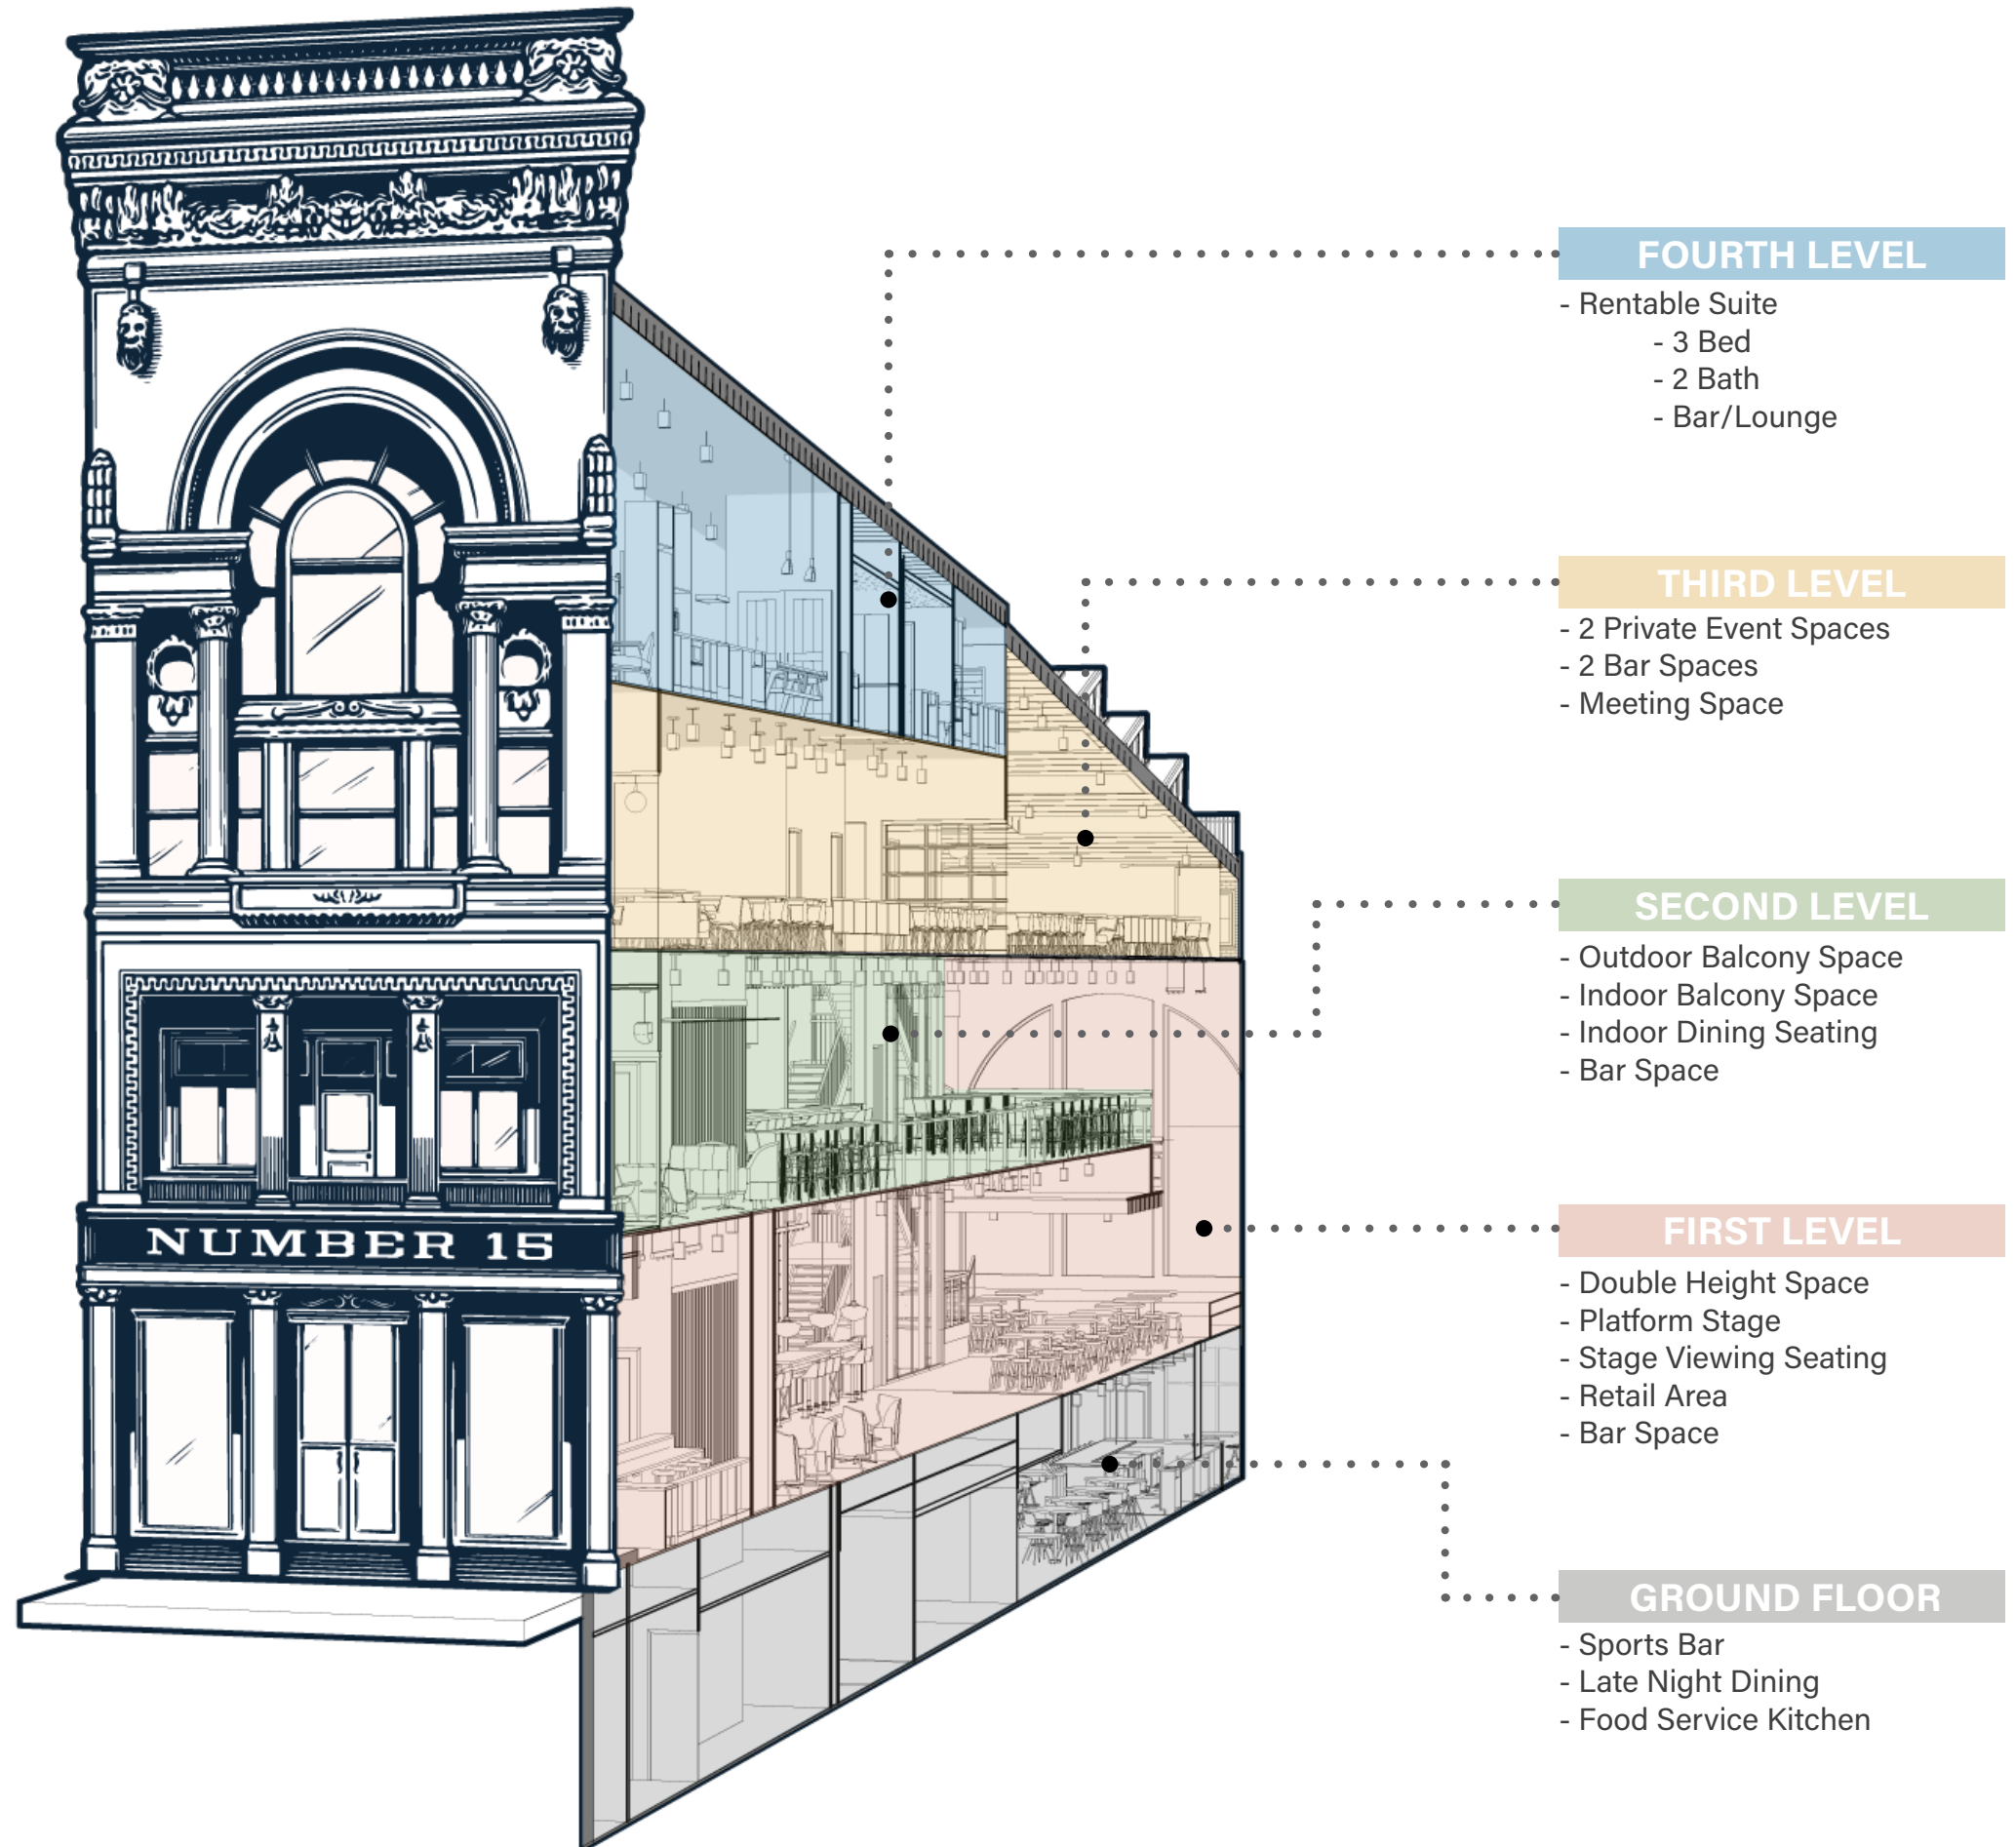 FOURTH LEVEL
- Rentable Suite
- 3 Bed
- 2 Bath
- Bar/Lounge
THIRD LEVEL
- 2 Private Event Spaces
- 2 Bar Spaces
- Meeting Space
SECOND LEVEL
- Outdoor Balcony Space
- Indoor Balcony Space
- Indoor Dining Seating
- Bar Space
NUMBER 15
FIRST LEVEL
- Double Height Space
- Platform Stage
- Stage Viewing Seating
- Retail Area
- Bar Space
GROUND FLOOR
- Sports Bar
- Late Night Dining
- Food Service Kitchen